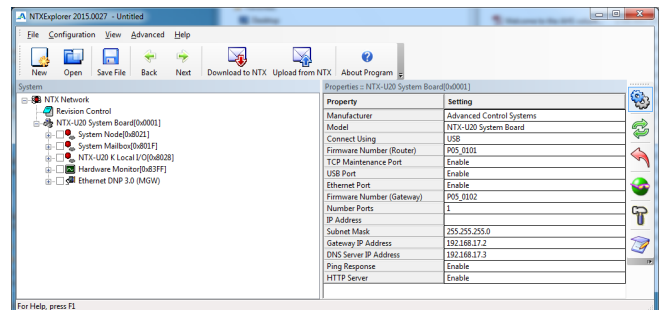 NTXExplorer 2015.0027 - Untitled
File Configuration View Advanced Help
New Open Save File Back Next Download to NTX Upload from NTX About Program
System
NTX Network
Revision Control
NTX-U20 System Board[0x0001]
System Node[0x8021]
System Mailbox[0x801F]
NTX-U20 K Local I/O[0x8028]
Hardware Monitor[0x83FF]
Ethernet DNP 3.0 (MGW)
Properties :: NTX-U20 System Board[0x0001]
Property Setting
Manufacturer Advanced Control Systems
Model NTX-U20 System Board
Connect Using USB
Firmware Number (Router) P05_0101
TCP Maintenance Port Enable
USB Port Enable
Ethernet Port Enable
Firmware Number (Gateway) P05_0102
Number Ports 1
IP Address
Subnet Mask 255.255.255.0
Gateway IP Address 192.168.17.2
DNS Server IP Address 192.168.17.3
Ping Response Enable
HTTP Server Enable
For Help, press F1